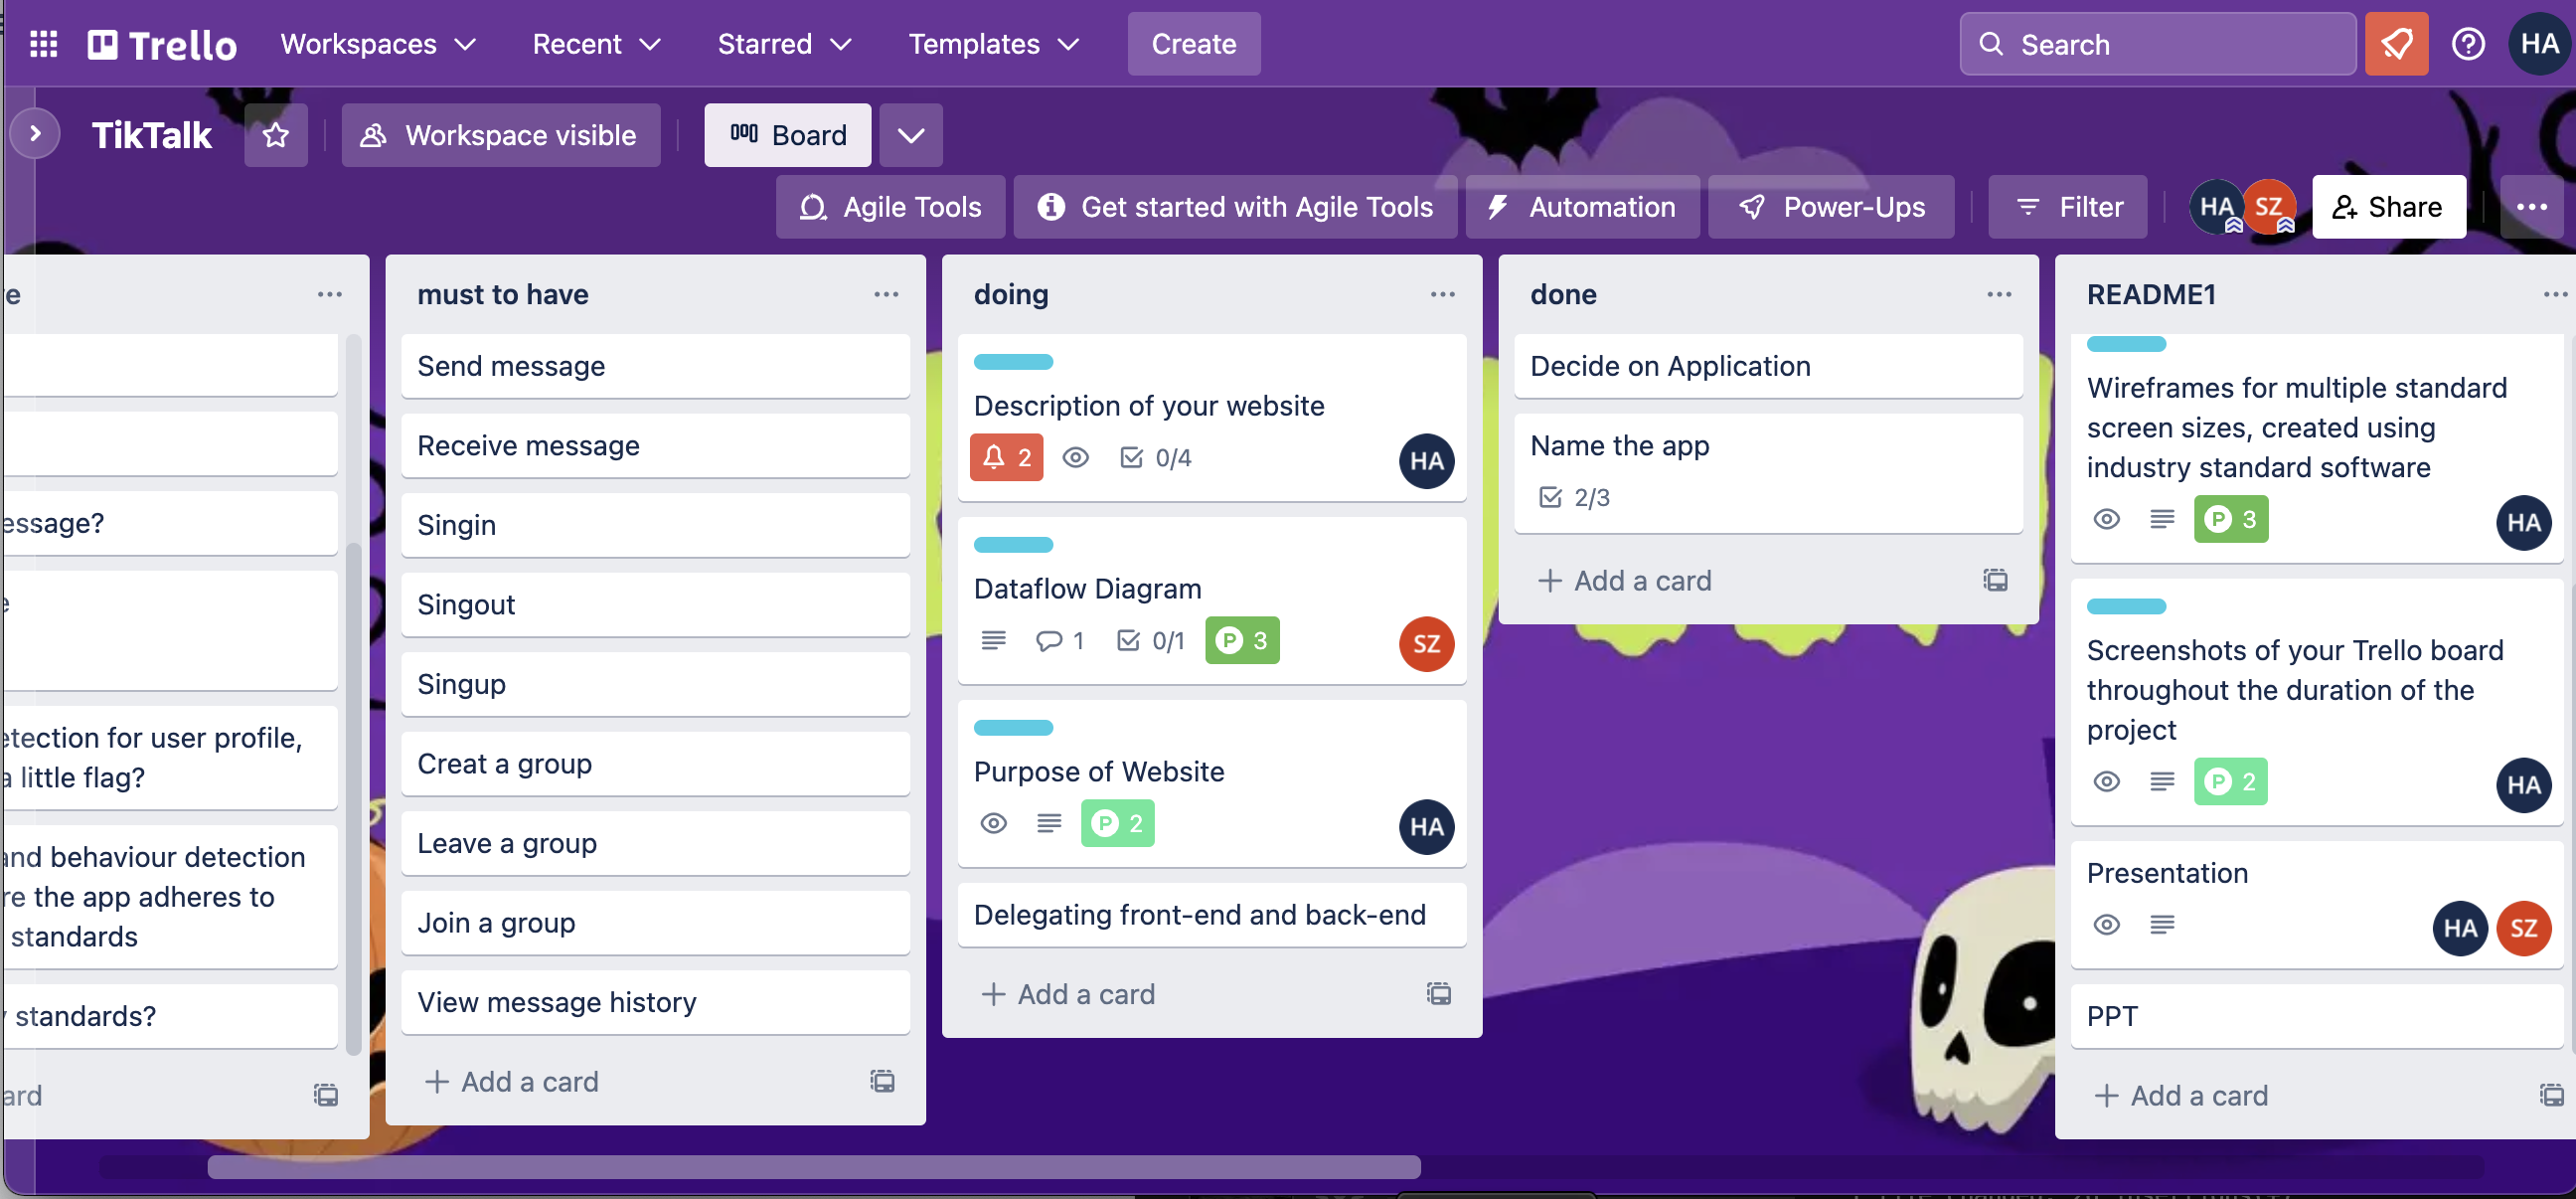 Trello Workspaces Recent Starred Templates Create Search HA
TikTalk Workspace visible Board
Agile Tools Get started with Agile Tools Automation Power-Ups Filter HA SZ Share
must to have
Send message
Receive message
Singin
Singout
Singup
Creat a group
Leave a group
Join a group
View message history
Add a card
doing
Description of your website
2 0/4 HA
Dataflow Diagram
1 0/1 P 3 SZ
Purpose of Website
P 2 HA
Delegating front-end and back-end
Add a card
done
Decide on Application
Name the app
2/3
Add a card
README1
Wireframes for multiple standard
screen sizes, created using
industry standard software
P 3 HA
Screenshots of your Trello board
throughout the duration of the
project
P 2 HA
Presentation
HA SZ
PPT
Add a card
for user profile,
a little flag?
and behaviour detection
the app adheres to
standards
standards?